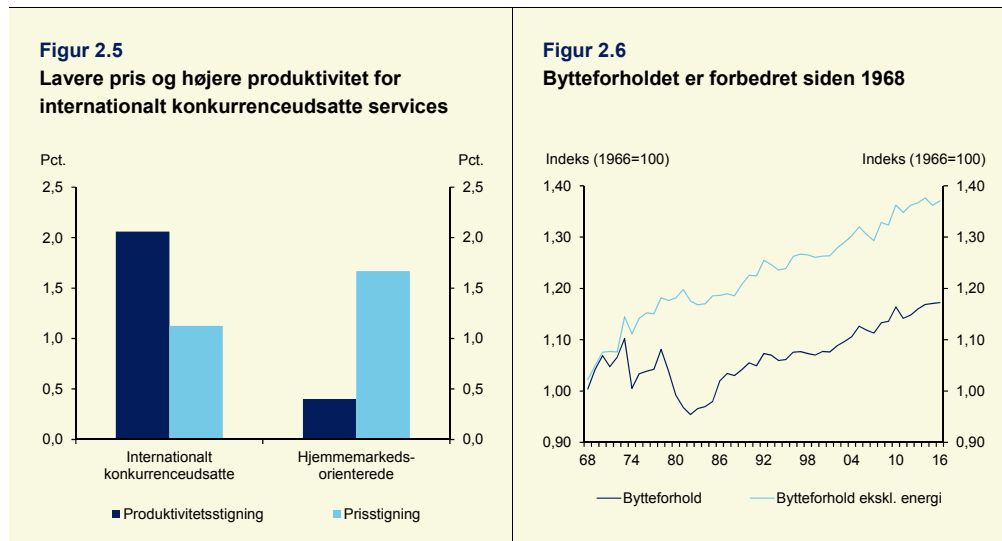 Figur 2.5
Lavere pris og højere produktivitet for
internationalt konkurrenceudsatte services
Pct. Pct.
2,5 2,5
2,0 2,0
1,5 1,5
1,0 1,0
0,5 0,5
0,0 0,0
Internationalt
konkurrenceudsatte
Hjemmemarkeds-
orienterede
Produktivitetsstigning Prisstigning
Figur 2.6
Bytteforholdet er forbedret siden 1968
Indeks (1966=100) Indeks (1966=100)
1,40 1,40
1,30 1,30
1,20 1,20
1,10 1,10
1,00 1,00
0,90 0,90
68 74 80 86 92 98 04 10 16
Bytteforhold Bytteforhold ekskl. energi